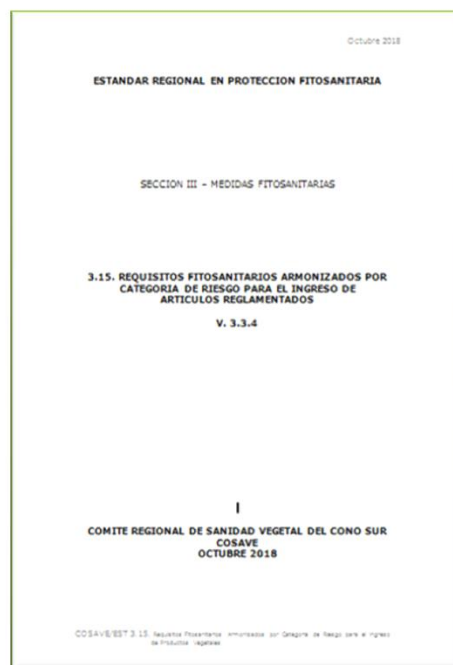 Octubre 2018
ESTANDAR REGIONAL EN PROTECCION FITOSANITARIA
SECCION III – MEDIDAS FITOSANITARIAS
3.15. REQUISITOS FITOSANITARIOS ARMONIZADOS POR
CATEGORIA DE RIESGO PARA EL INGRESO DE
ARTICULOS REGLAMENTADOS
V. 3.3.4
COMITE REGIONAL DE SANIDAD VEGETAL DEL CONO SUR
COSAVE
OCTUBRE 2018
COSAVE/EST 3.15. Requisitos Fitosanitarios Armonizados por Categoria de Riesgo para el Ingreso
de Productos Vegetales